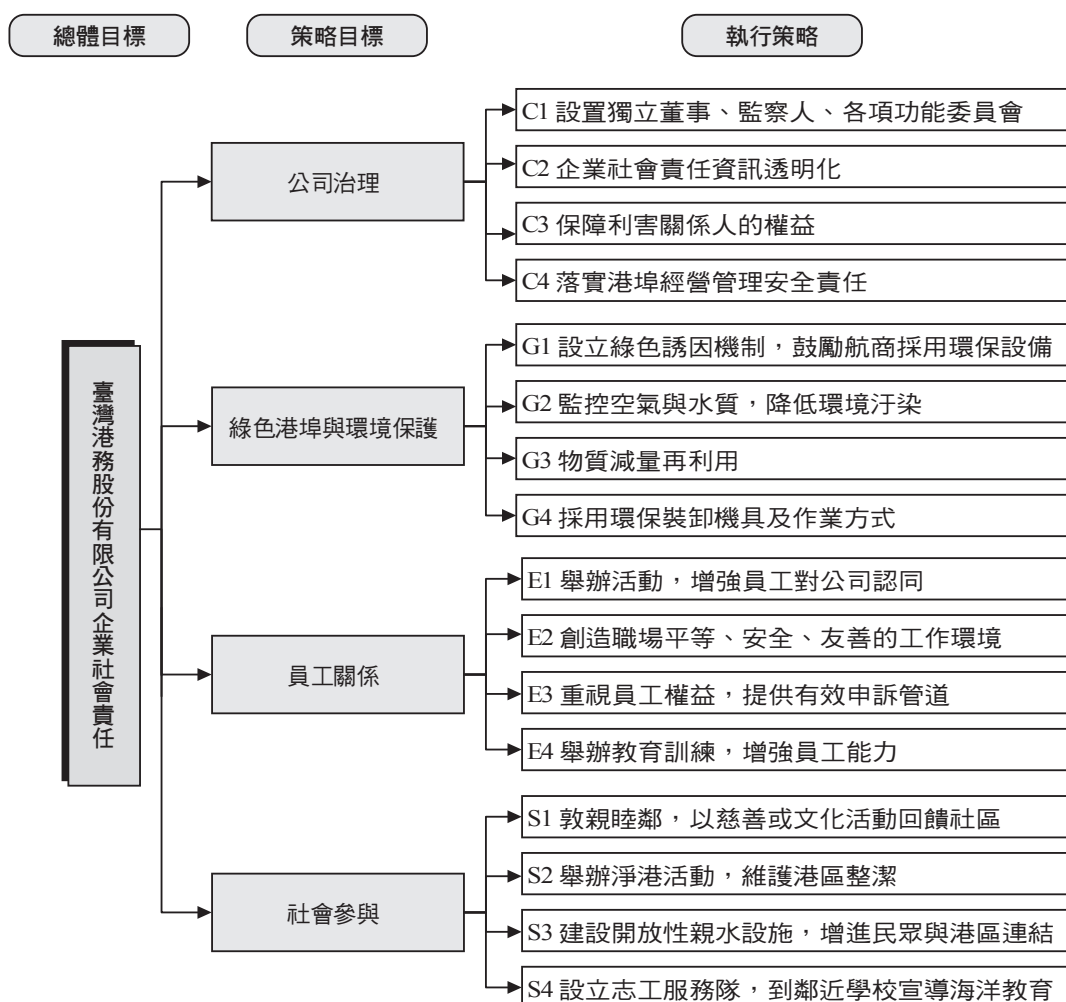 總體目標
策略目標
執行策略
臺灣港務股份有限公司企業社會責任
公司治理
C1 設置獨立董事、監察人、各項功能委員會
C2 企業社會責任資訊透明化
C3 保障利害關係人的權益
C4 落實港埠經營管理安全責任
綠色港埠與環境保護
G1 設立綠色誘因機制，鼓勵航商採用環保設備
G2 監控空氣與水質，降低環境汙染
G3 物質減量再利用
G4 採用環保裝卸機具及作業方式
員工關係
E1 舉辦活動，增強員工對公司認同
E2 創造職場平等、安全、友善的工作環境
E3 重視員工權益，提供有效申訴管道
E4 舉辦教育訓練，增強員工能力
社會參與
S1 敦親睦鄰，以慈善或文化活動回饋社區
S2 舉辦淨港活動，維護港區整潔
S3 建設開放性親水設施，增進民眾與港區連結
S4 設立志工服務隊，到鄰近學校宣導海洋教育